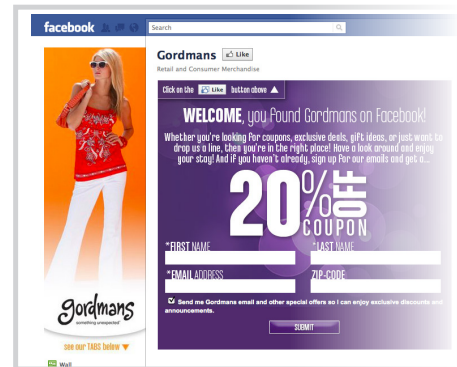 facebook
Search
Gordmans Like
Retail and Consumer Merchandise
Click on the Like button above
WELCOME, you found Gordmans on Facebook!
Whether you're looking for coupons, exclusive deals, gift ideas, or just want to
drop us a line, then you're in the right place! Have a look around and enjoy
your stay! And if you haven't already, sign up for our emails and get a...
20% OFF
COUPON
*FIRST NAME
*LAST NAME
*EMAIL ADDRESS
ZIP-CODE
Send me Gordmans email and other special offers so I can enjoy exclusive discounts and
announcements.
SUBMIT
gordmans
something unexpected
see our TABS below
Wall